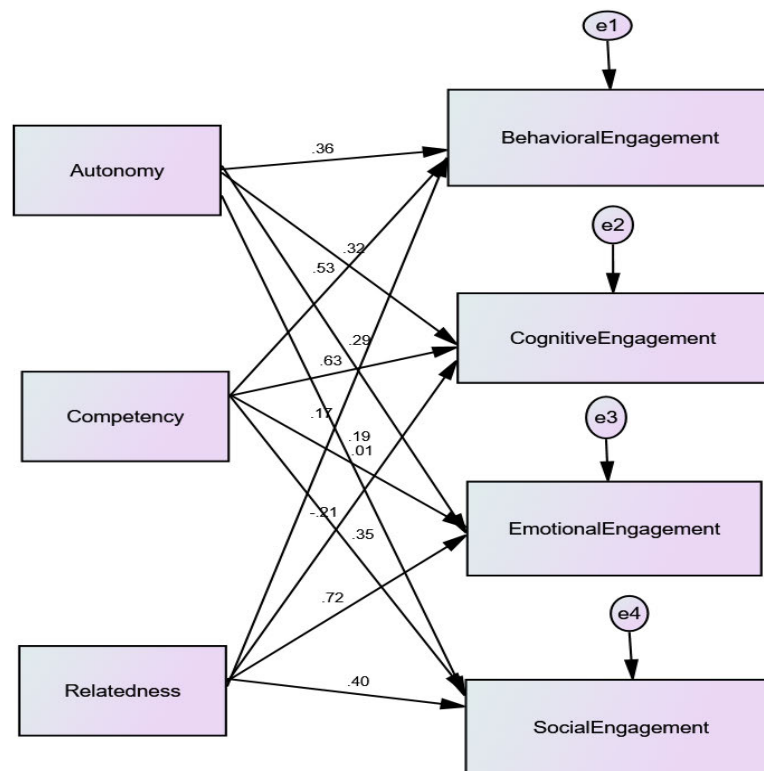 e1
BehavioralEngagement
Autonomy
.36
e2
.32
.53
CognitiveEngagement
.29
.63
Competency
.17
.19
.01
e3
EmotionalEngagement
-.21
.35
.72
e4
Relatedness
.40
SocialEngagement